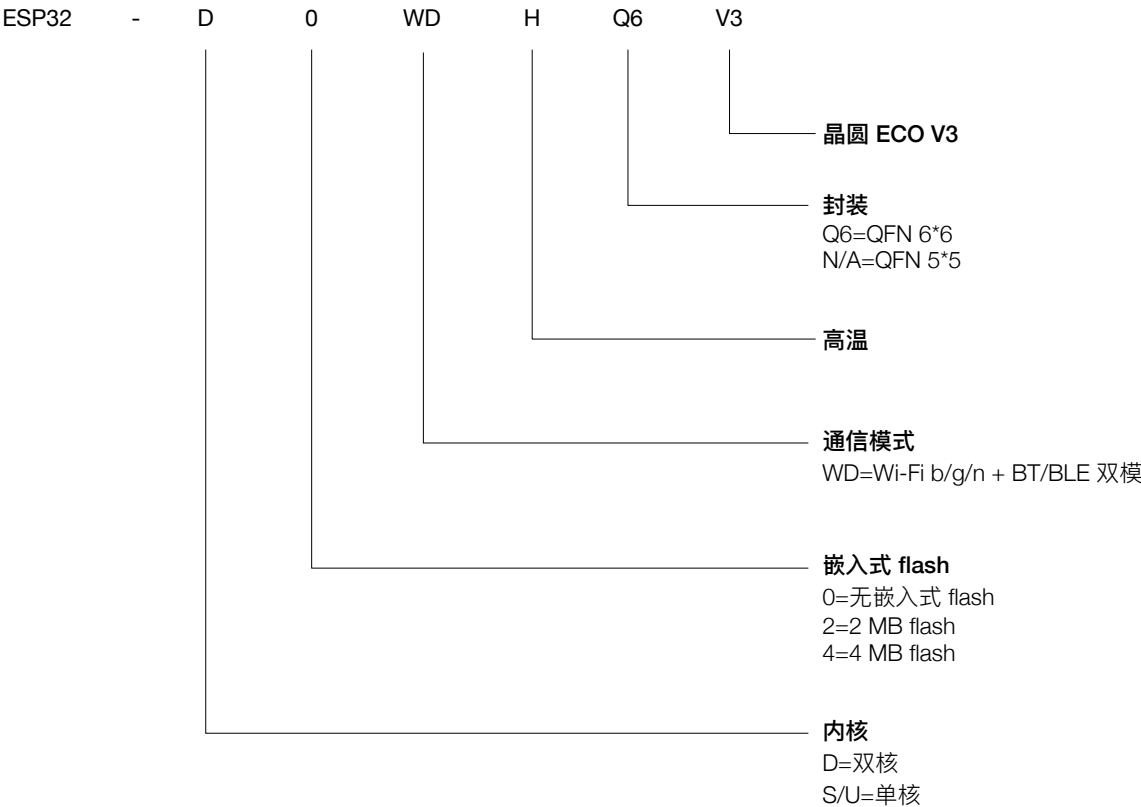 ESP32 - D 0 WD H Q6 V3
晶圆 ECO V3
封装
Q6=QFN 6*6
N/A=QFN 5*5
高温
通信模式
WD=Wi-Fi b/g/n + BT/BLE 双模
嵌入式 flash
0=无嵌入式 flash
2=2 MB flash
4=4 MB flash
内核
D=双核
S/U=单核